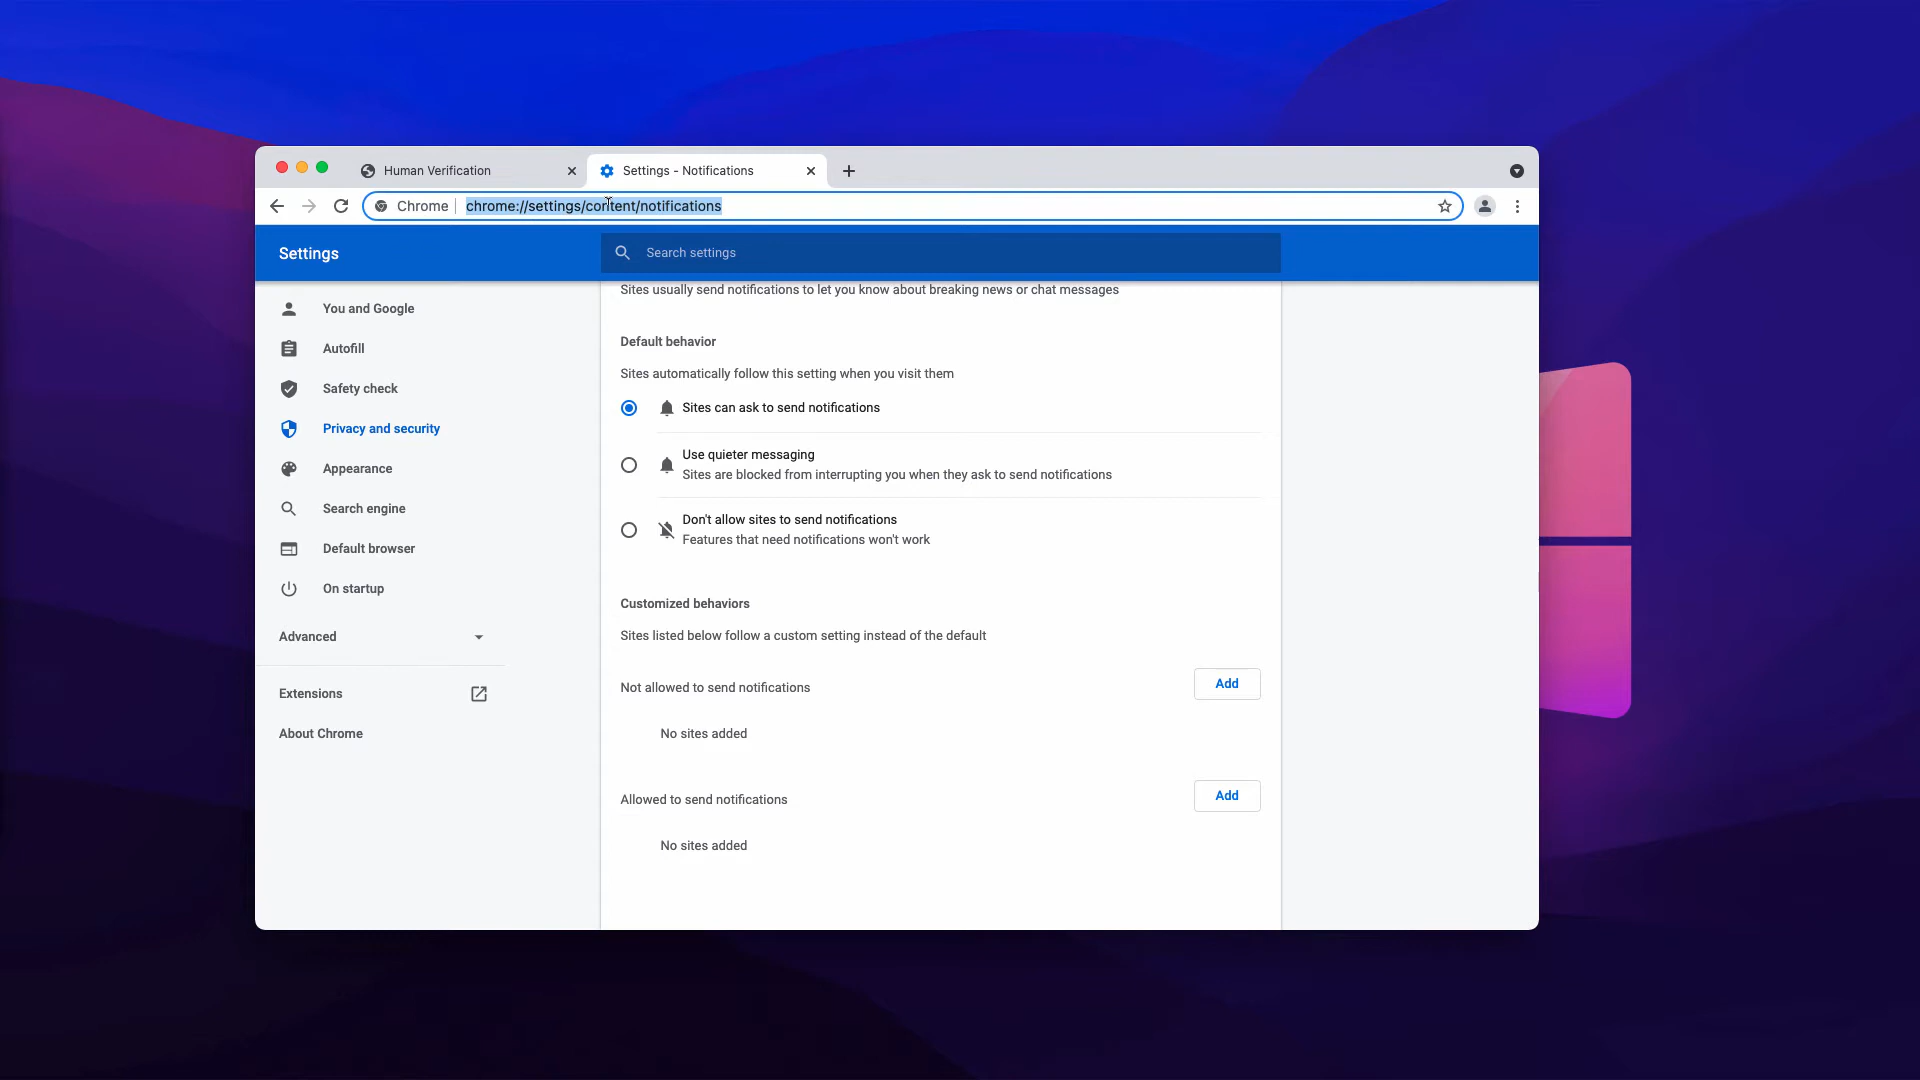 Human Verification
Settings - Notifications
Chrome
chrome://settings/content/notifications
Settings
Search settings
You and Google
Autofill
Safety check
Privacy and security
Appearance
Search engine
Default browser
On startup
Advanced
Extensions
About Chrome
Sites usually send notifications to let you know about breaking news or chat messages
Default behavior
Sites automatically follow this setting when you visit them
Sites can ask to send notifications
Use quieter messaging
Sites are blocked from interrupting you when they ask to send notifications
Don't allow sites to send notifications
Features that need notifications won't work
Customized behaviors
Sites listed below follow a custom setting instead of the default
Not allowed to send notifications
Add
No sites added
Allowed to send notifications
Add
No sites added